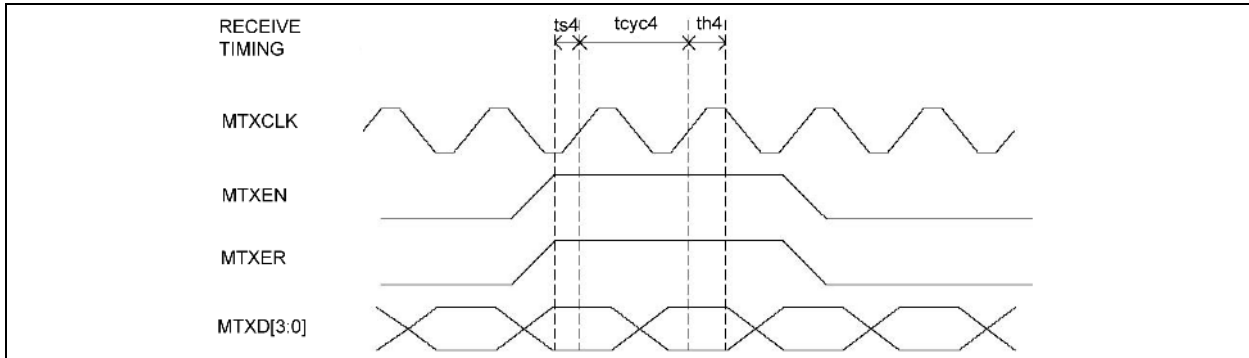 RECEIVE
TIMING
ts4 tcyc4 th4
MTXCLK
MTXEN
MTXER
MTXD[3:0]